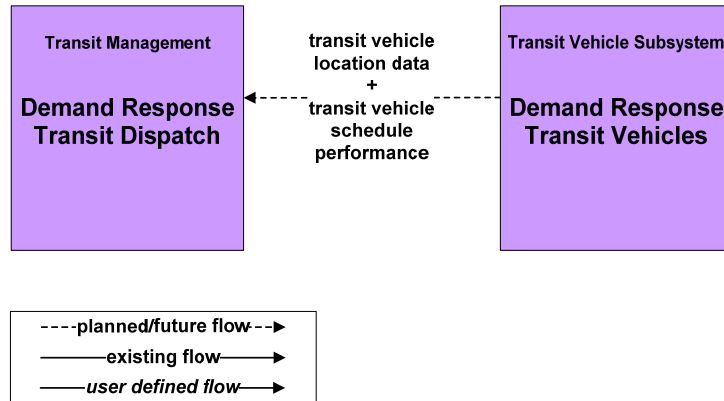 Transit Management
Demand Response
Transit Dispatch
transit vehicle
location data
+
transit vehicle
schedule
performance
Transit Vehicle Subsystem
Demand Response
Transit Vehicles
planned/future flow
existing flow
user defined flow